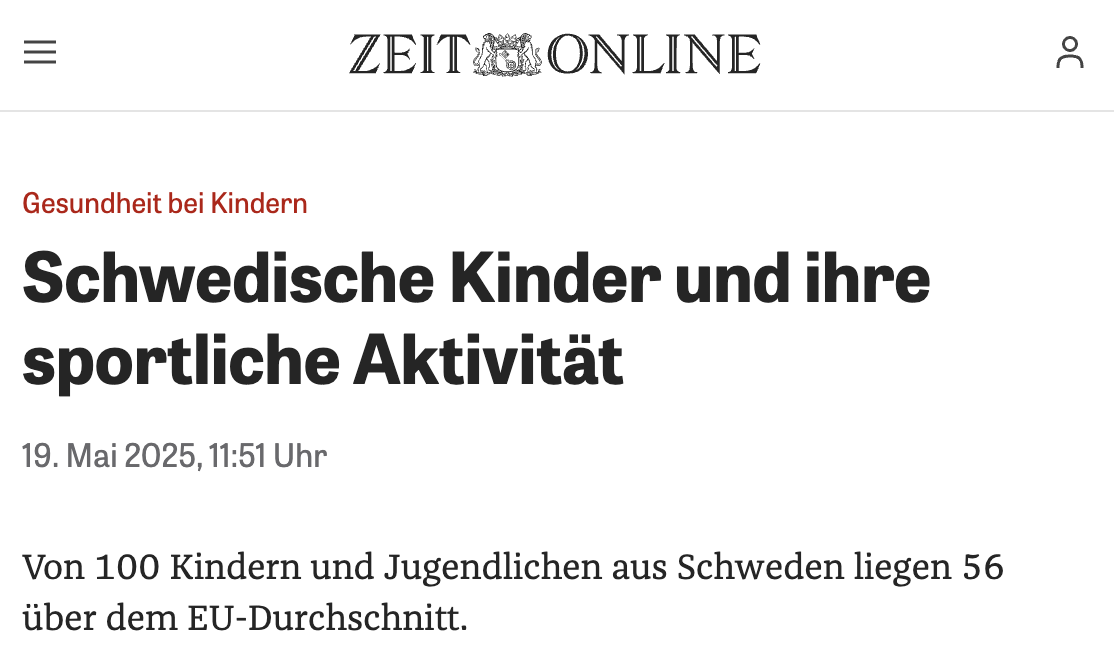 ZEIT ONLINE
Gesundheit bei Kindern
Schwedische Kinder und ihre
sportliche Aktivität
19. Mai 2025, 11:51 Uhr
Von 100 Kindern und Jugendlichen aus Schweden liegen 56
über dem EU-Durchschnitt.